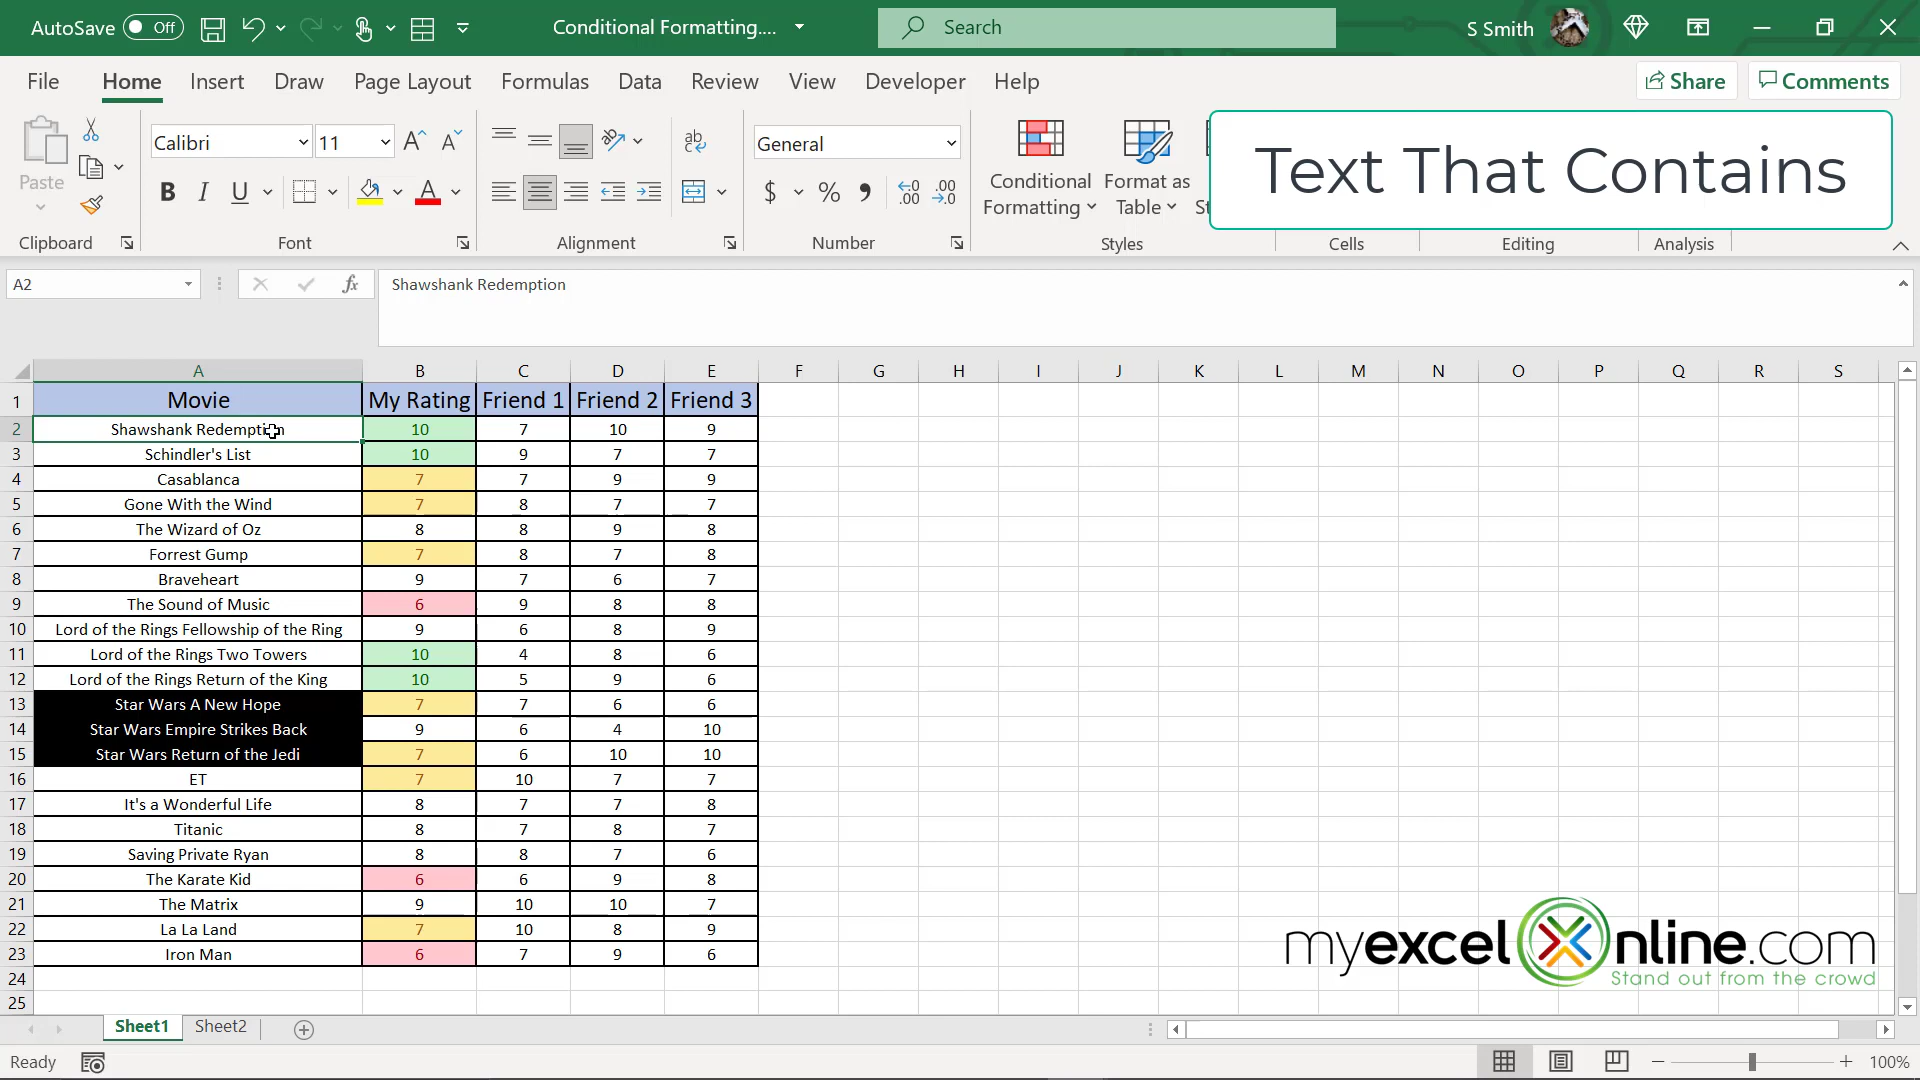 AutoSave Off Conditional Formatting.... Search S Smith
File Home Insert Draw Page Layout Formulas Data Review View Developer Help Share Comments
Paste Calibri 11 General Conditional Formatting Format as Table Text That Contains
Clipboard Font Alignment Number Styles Cells Editing Analysis
A2 fx Shawshank Redemption
A B C D E F G H I J K L M N O P Q R S
1 Movie My Rating Friend 1 Friend 2 Friend 3
2 Shawshank Redemption 10 7 10 9
3 Schindler's List 10 9 7 7
4 Casablanca 7 7 9 9
5 Gone With the Wind 7 8 7 7
6 The Wizard of Oz 8 8 9 8
7 Forrest Gump 7 8 7 8
8 Braveheart 9 7 6 7
9 The Sound of Music 6 9 8 8
10 Lord of the Rings Fellowship of the Ring 9 6 8 9
11 Lord of the Rings Two Towers 10 4 8 6
12 Lord of the Rings Return of the King 10 5 9 6
13 Star Wars A New Hope 7 7 6 6
14 Star Wars Empire Strikes Back 9 6 4 10
15 Star Wars Return of the Jedi 7 6 10 10
16 ET 7 10 7 7
17 It's a Wonderful Life 8 7 7 8
18 Titanic 8 7 8 7
19 Saving Private Ryan 8 8 7 6
20 The Karate Kid 6 6 9 8
21 The Matrix 9 10 10 7
22 La La Land 7 10 8 9
23 Iron Man 6 7 9 6
24
25
myexcelonline.com
Stand out from the crowd
Sheet1 Sheet2
Ready 100%